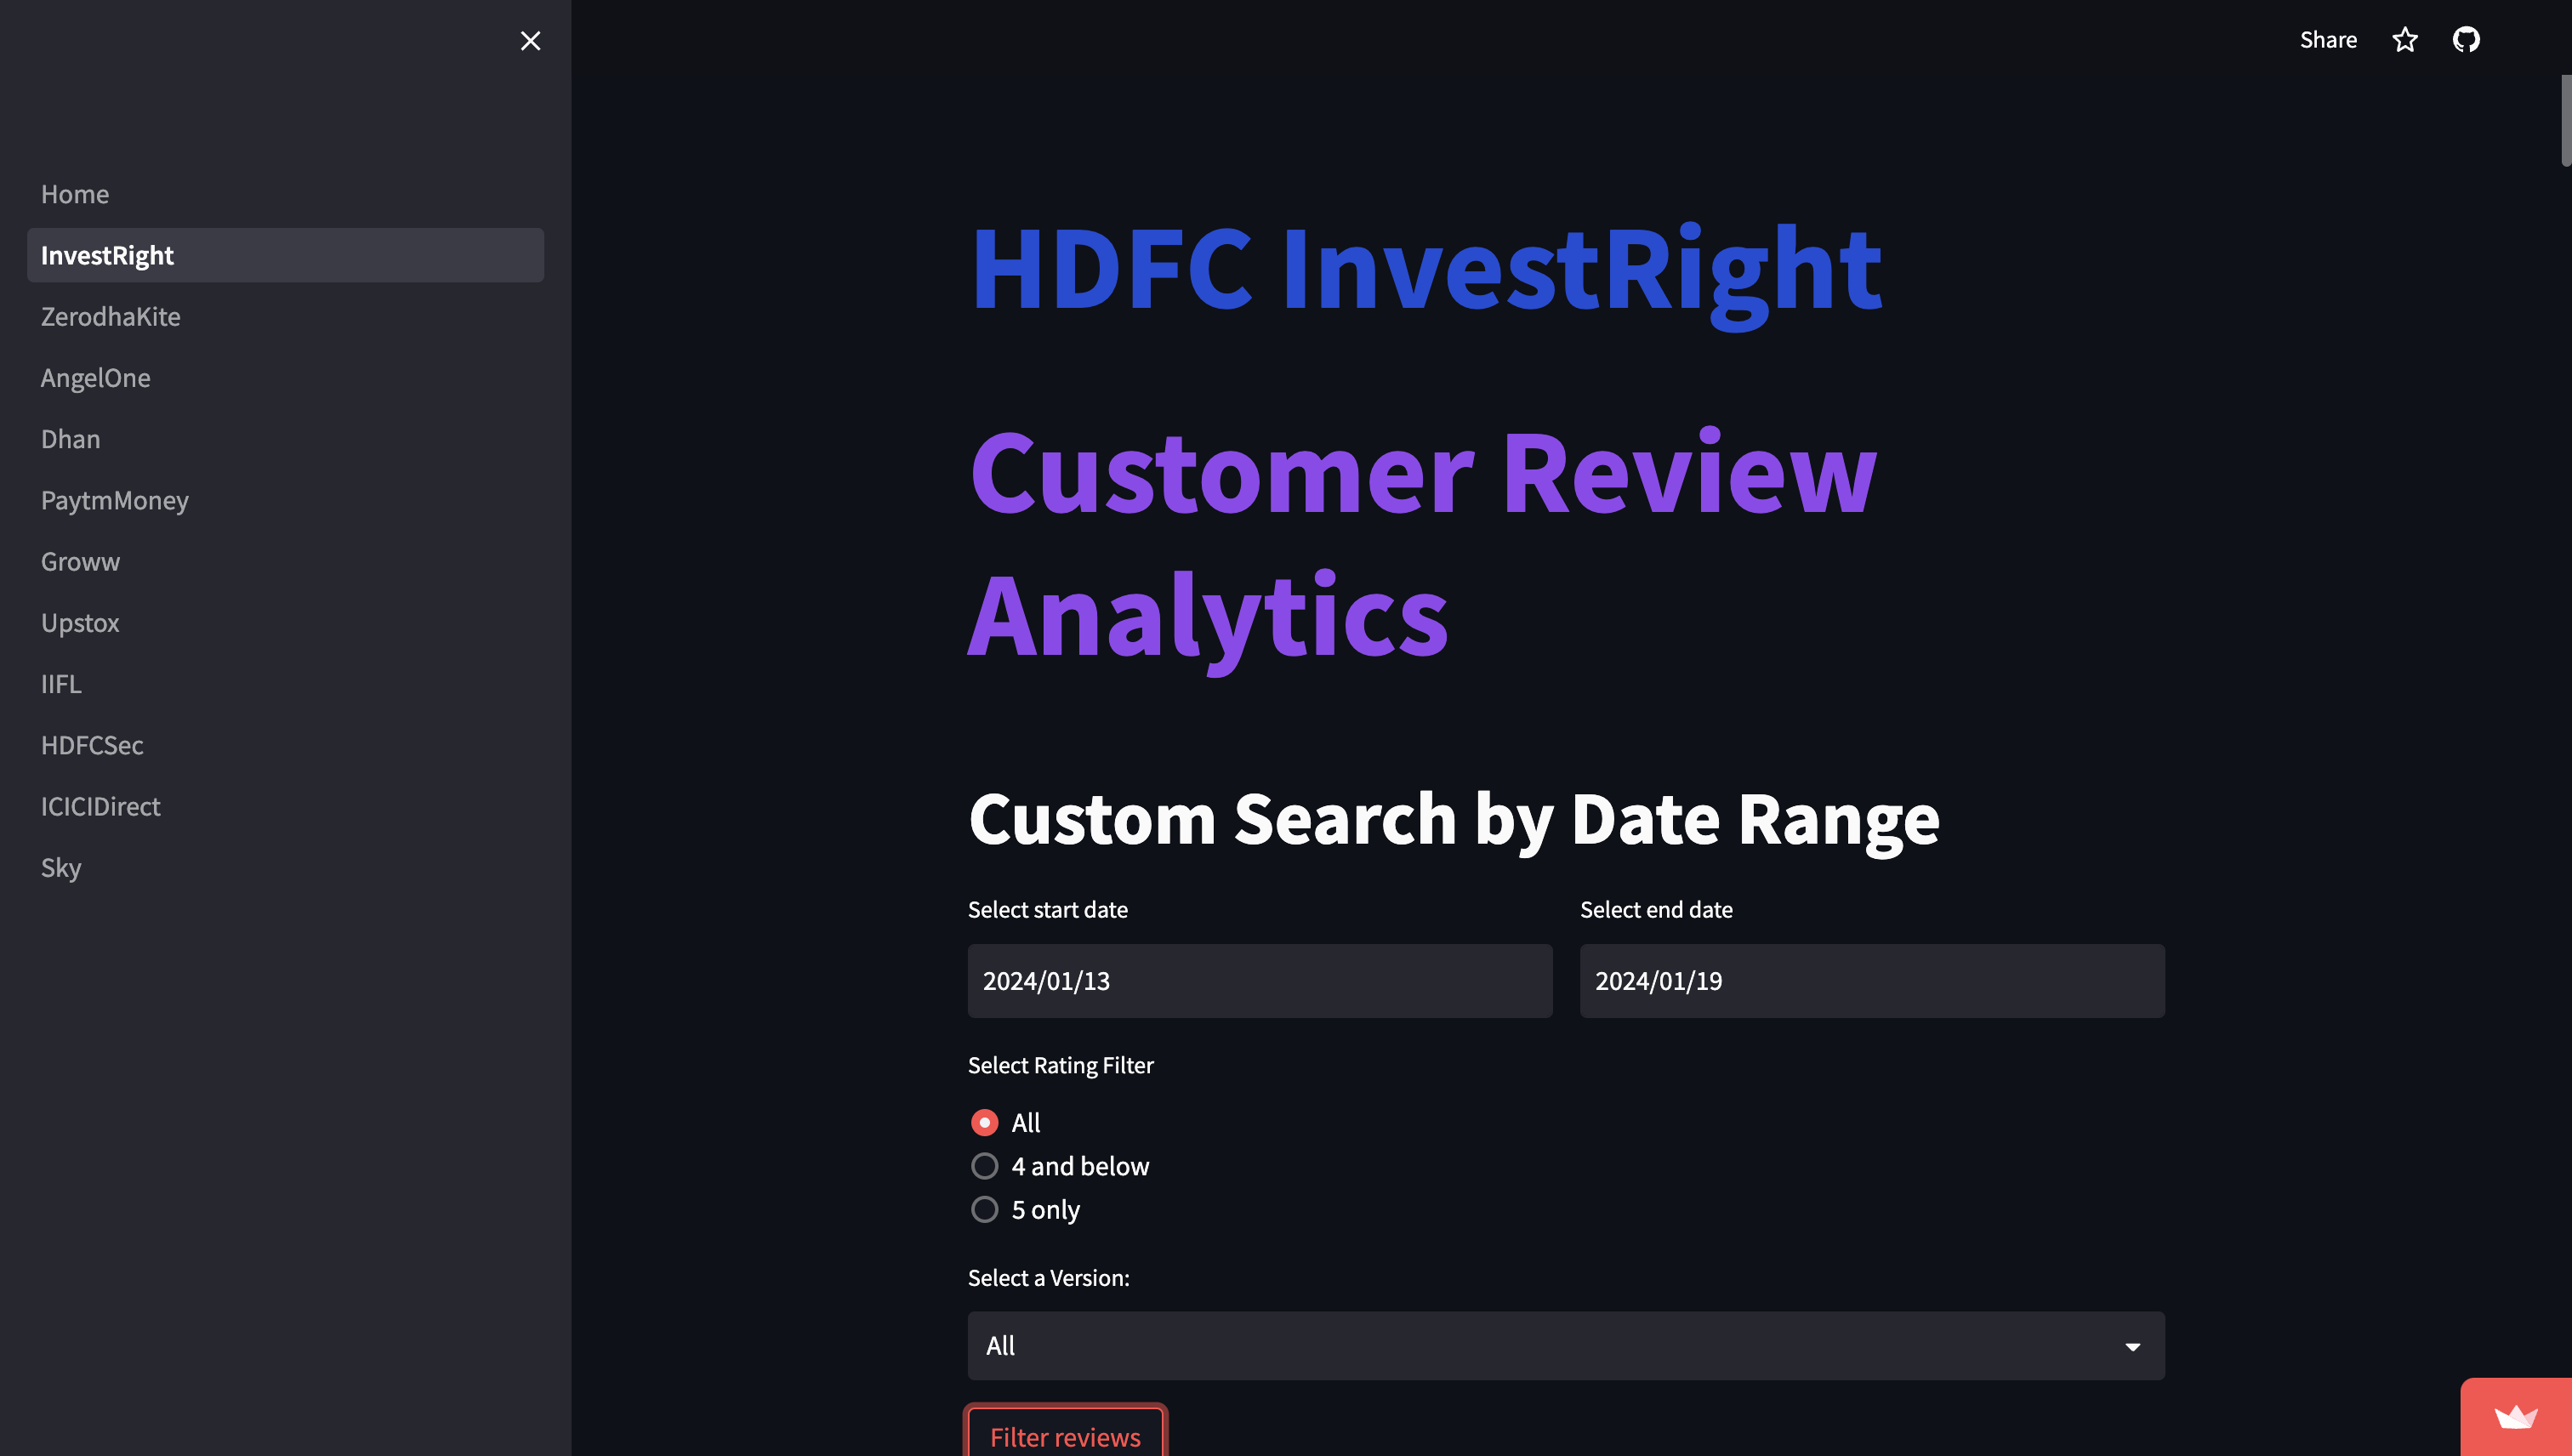 Share
Home
InvestRight
ZerodhaKite
AngelOne
Dhan
PaytmMoney
Groww
Upstox
IIFL
HDFCSec
ICICIDirect
Sky
HDFC InvestRight
Customer Review
Analytics
Custom Search by Date Range
Select start date
Select end date
2024/01/13
2024/01/19
Select Rating Filter
All
4 and below
5 only
Select a Version:
All
Filter reviews